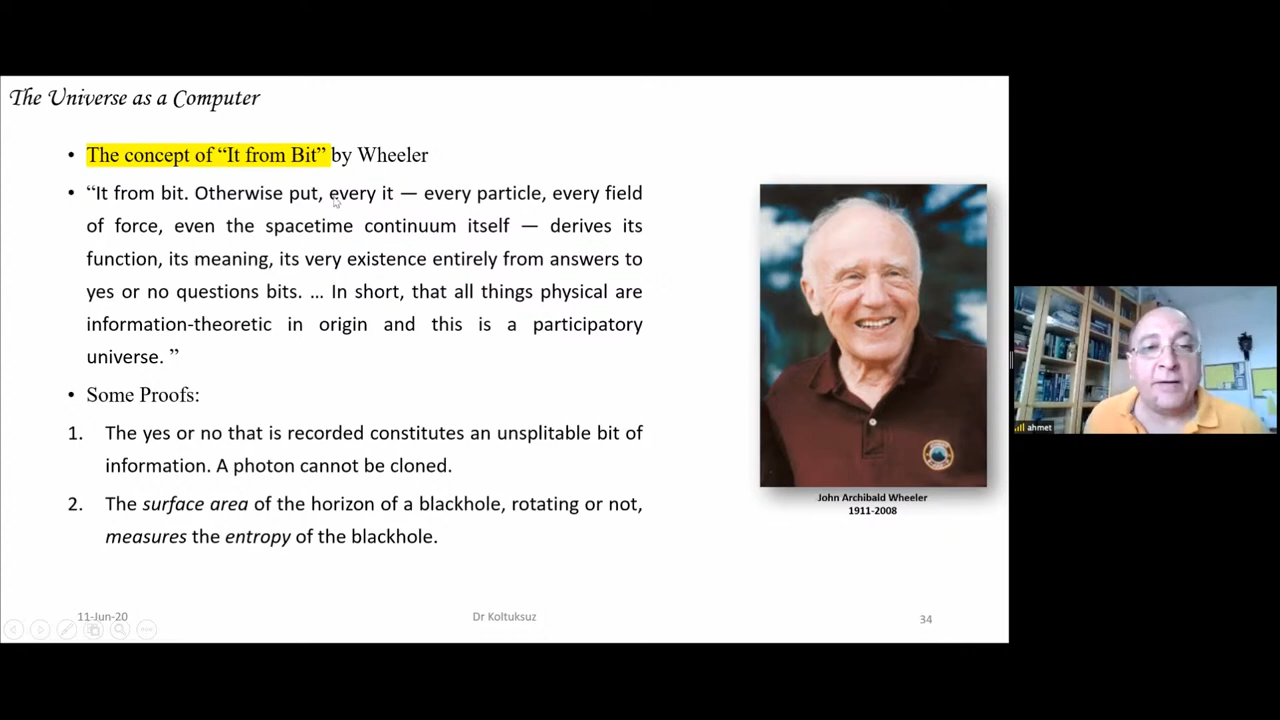 The Universe as a Computer
• The concept of “It from Bit” by Wheeler
• “It from bit. Otherwise put, every it — every particle, every field
of force, even the spacetime continuum itself — derives its
function, its meaning, its very existence entirely from answers to
yes or no questions bits. … In short, that all things physical are
information-theoretic in origin and this is a participatory
universe. ”
• Some Proofs:
1. The yes or no that is recorded constitutes an unsplitable bit of
information. A photon cannot be cloned.
2. The surface area of the horizon of a blackhole, rotating or not,
measures the entropy of the blackhole.
John Archibald Wheeler
1911-2008
ahmet
11-Jun-20
Dr Koltuksuz
34